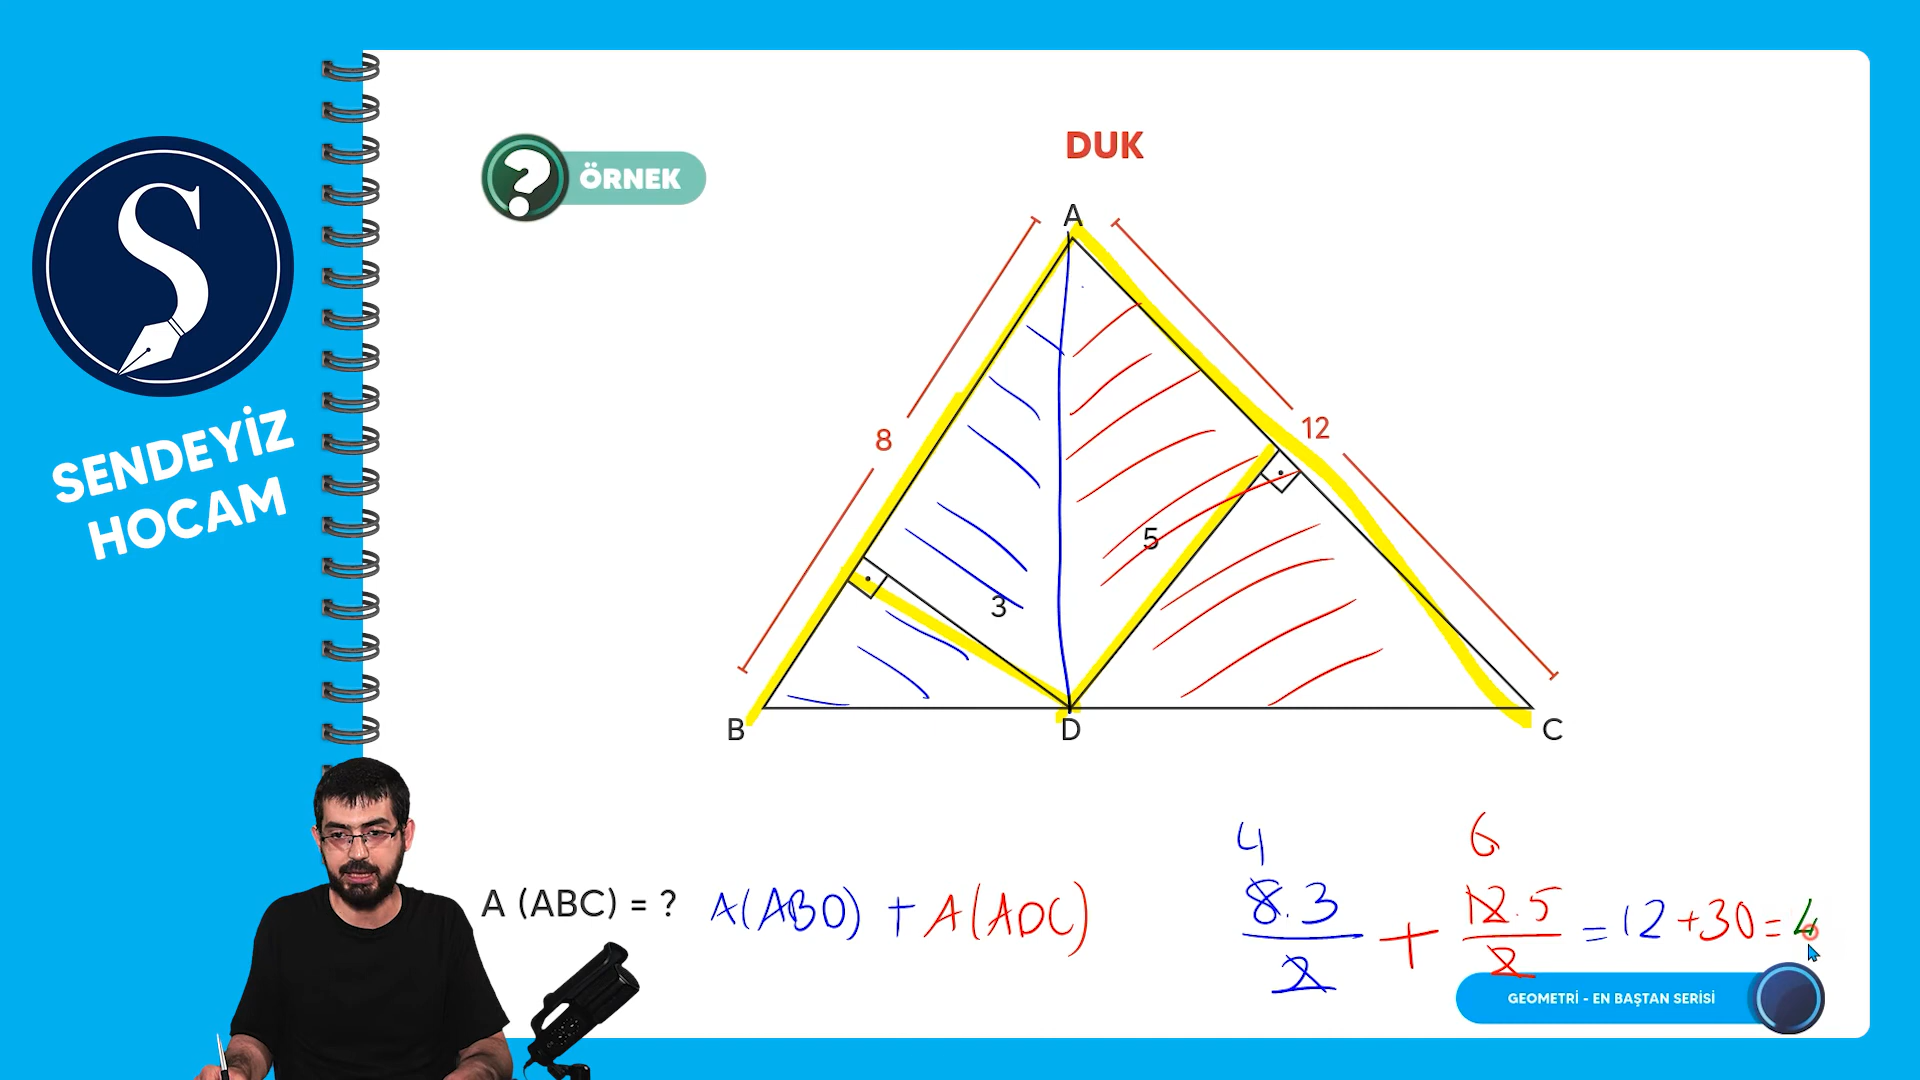 DUK
? ÖRNEK
A
8
12
5
3
B
D
C
SENDEYİZ
HOCAM
4
6
A (ABC) = ? A(ABD) + A(ADC)
8.3/2 + 12.5/2 = 12 + 30 = 4
GEOMETRİ - EN BAŞTAN SERİSİ